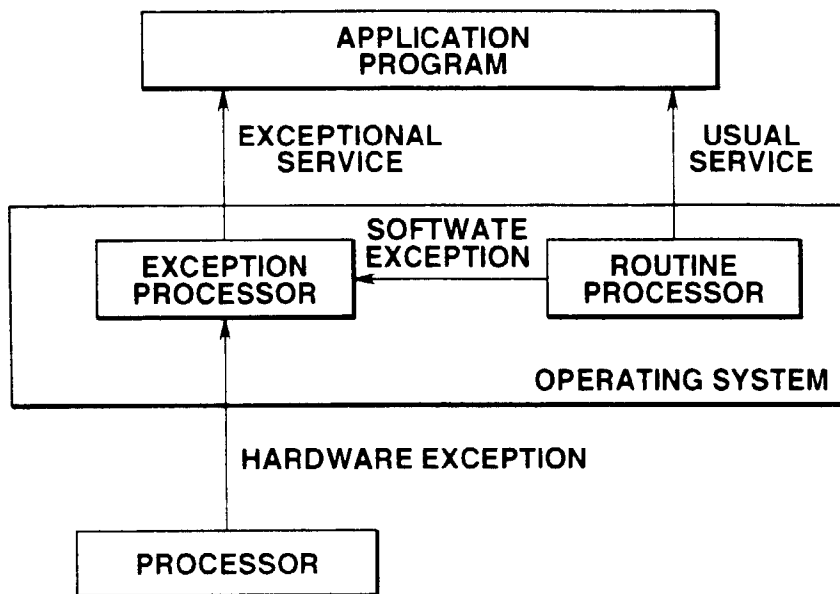 APPLICATION
PROGRAM
EXCEPTIONAL
SERVICE
USUAL
SERVICE
SOFTWATE
EXCEPTION
EXCEPTION
PROCESSOR
ROUTINE
PROCESSOR
OPERATING SYSTEM
HARDWARE EXCEPTION
PROCESSOR